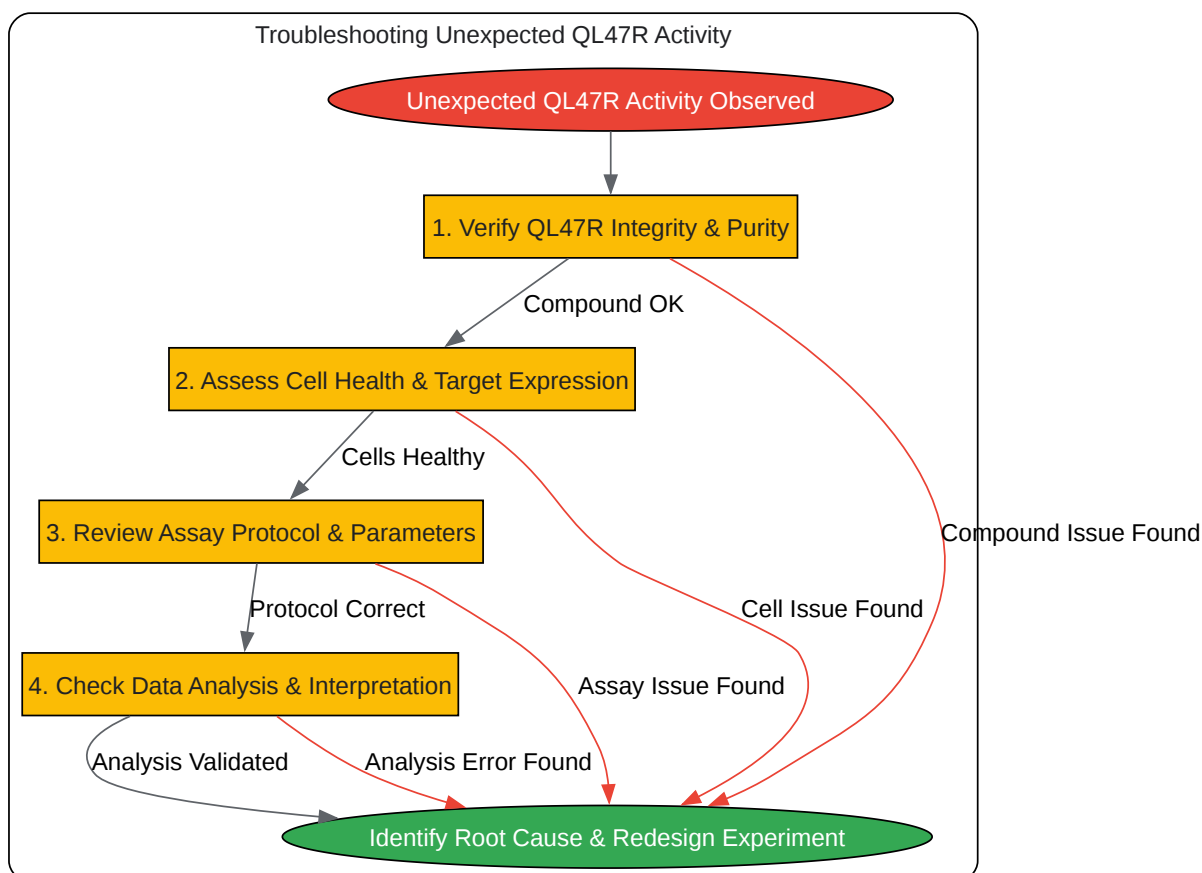 Troubleshooting Unexpected QL47R Activity
Unexpected QL47R Activity Observed
1. Verify QL47R Integrity & Purity
Compound OK
2. Assess Cell Health & Target Expression
Cells Healthy
3. Review Assay Protocol & Parameters
Compound Issue Found
Protocol Correct
Cell Issue Found
4. Check Data Analysis & Interpretation
Assay Issue Found
Analysis Validated
Analysis Error Found
Identify Root Cause & Redesign Experiment